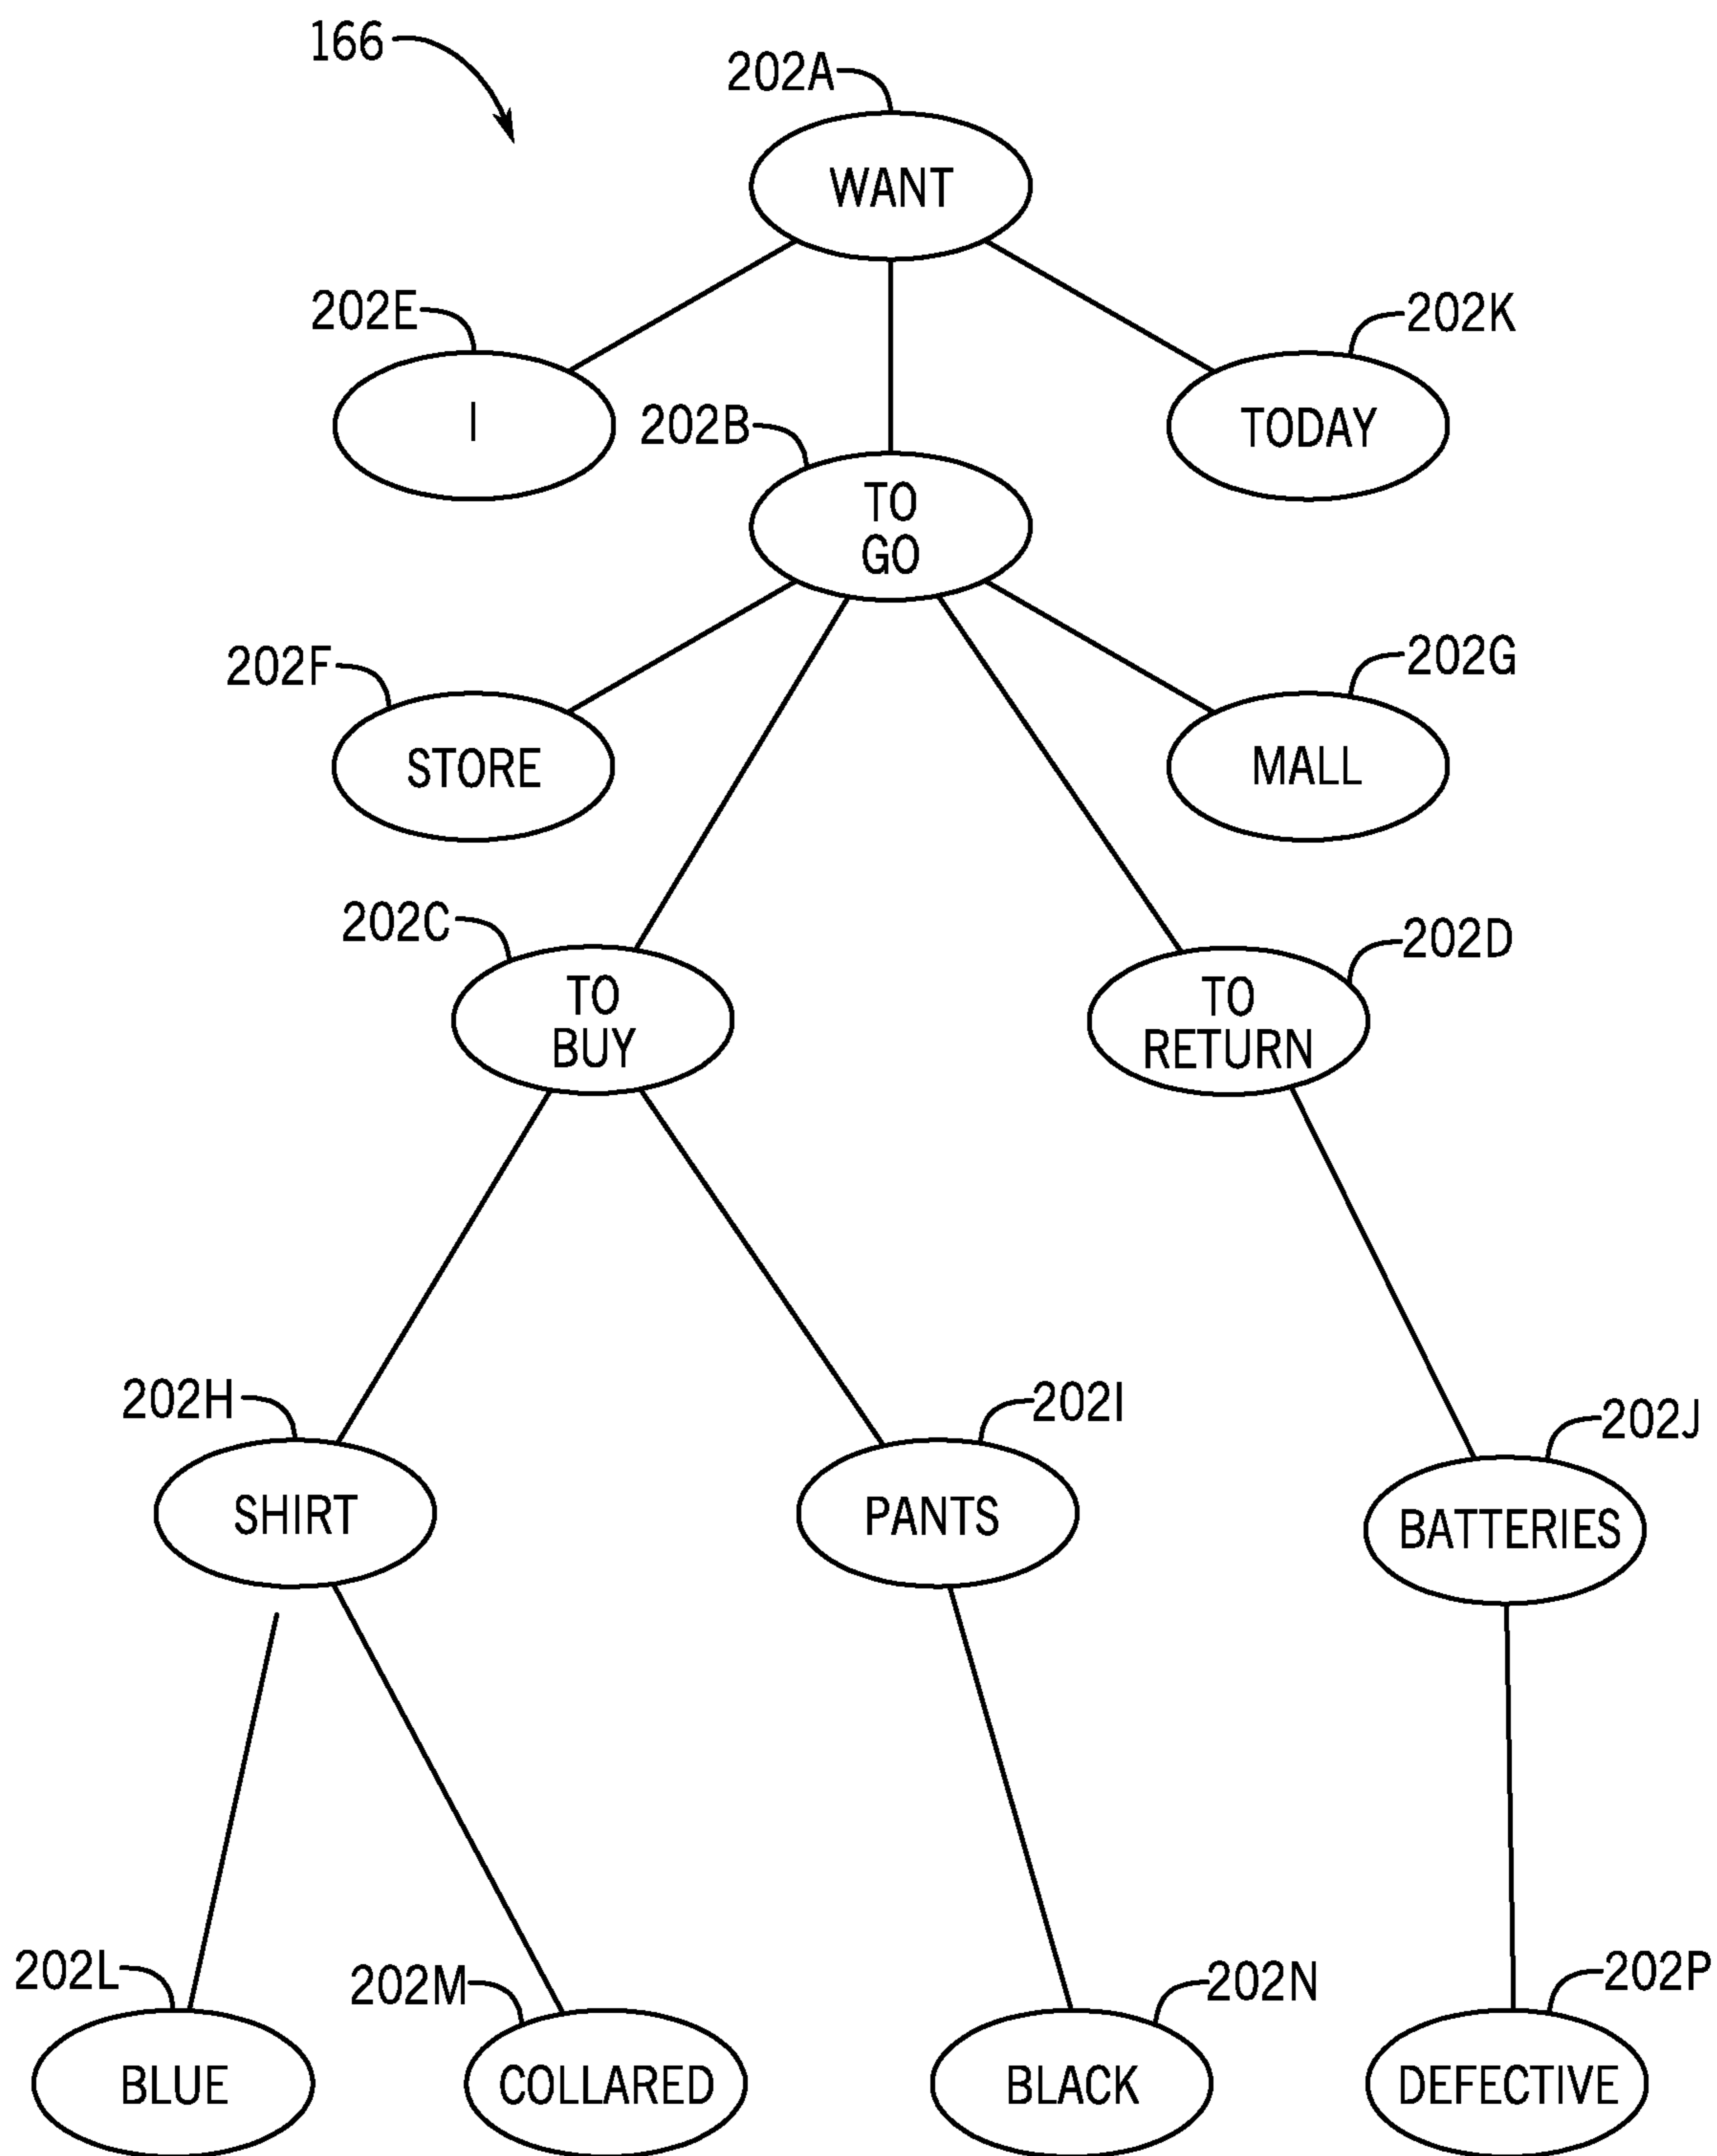 166
202A
WANT
202E
202K
I
202B
TODAY
TO
GO
202F
202G
STORE
MALL
202C
202D
TO
BUY
TO
RETURN
202H
202I
202J
SHIRT
PANTS
BATTERIES
202L
202M
202N
202P
BLUE
COLLARED
BLACK
DEFECTIVE